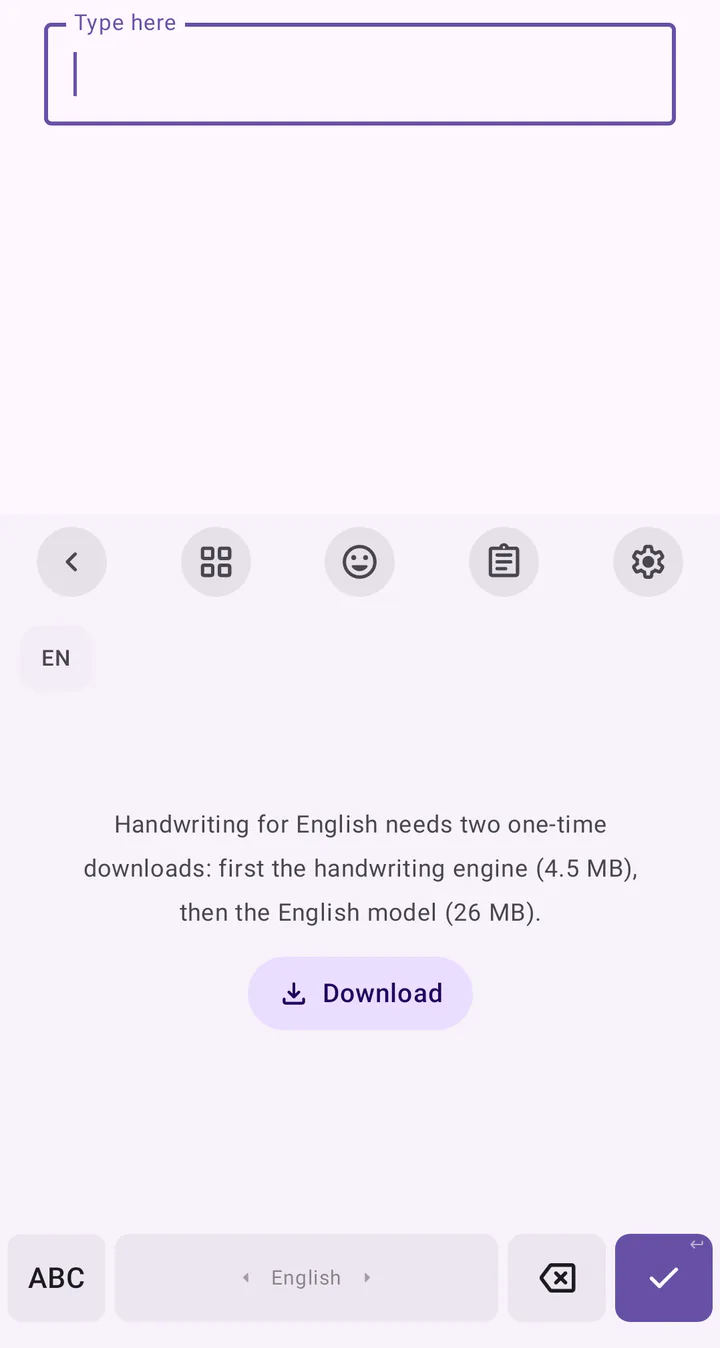 Type here
EN
Handwriting for English needs two one-time
downloads: first the handwriting engine (4.5 MB),
then the English model (26 MB).
Download
ABC
English